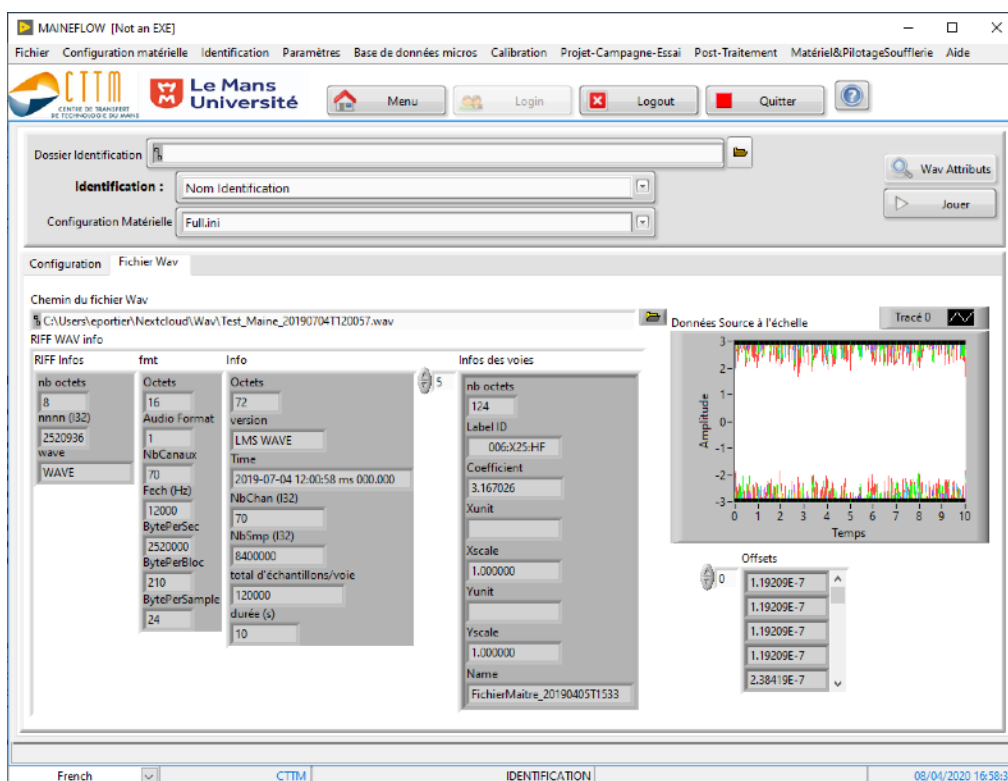 MAINEFLOW [Not an EXE]
Fichier Configuration matérielle Identification Paramètres Base de données micros Calibration Projet-Campagne-Essai Post-Traitement Matériel&PilotageSoufflerie Aide
CTTM
CENTRE DE TRANSFERT
DE TECHNOLOGIE DU MANS
Le Mans
Université
Menu Login Logout Quitter ?
Dossier Identification
Wav Attributs
Identification : Nom Identification
Jouer
Configuration Matérielle Full.ini
Configuration Fichier Wav
Chemin du fichier Wav
C:\Users\eportier\Nextcloud\Wav\Test_Maine_20190704T120057.wav
RIFF WAV info
RIFF Infos
nb octets
8
nnnn (I32)
2520936
wave
WAVE
fmt
Octets
16
Audio Format
1
NbCanaux
70
Fech (Hz)
12000
BytePerSec
2520000
BytePerBloc
210
BytePerSample
24
Info
Octets
72
version
LMS WAVE
Time
2019-07-04 12:00:58 ms 000.000
NbChan (I32)
70
NbSmp (I32)
8400000
total d'échantillons/voie
120000
durée (s)
10
Infos des voies
5
nb octets
124
Label ID
006:X25:HF
Coefficient
3.167026
Xunit
Xscale
1.000000
Yunit
Yscale
1.000000
Name
FichierMaitre_20190405T1533
Données Source à l'échelle
Tracé 0
Amplitude
3
2
1
0
-1
-2
-3
0 1 2 3 4 5 6 7 8 9 10
Temps
Offsets
0
1.19209E-7
1.19209E-7
1.19209E-7
1.19209E-7
2.38419E-7
French CTTM IDENTIFICATION 08/04/2020 16:58:3